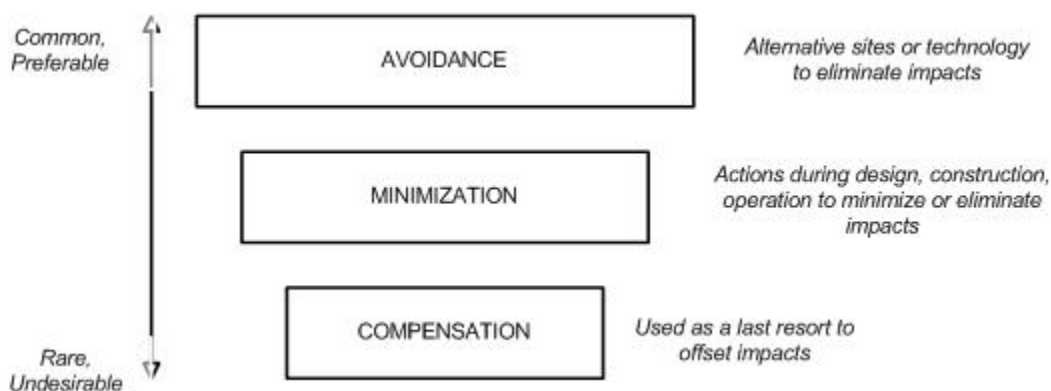 Common,
Preferable
AVOIDANCE
Alternative sites or technology
to eliminate impacts
MINIMIZATION
Actions during design, construction,
operation to minimize or eliminate
impacts
COMPENSATION
Used as a last resort to
offset impacts
Rare,
Undesirable